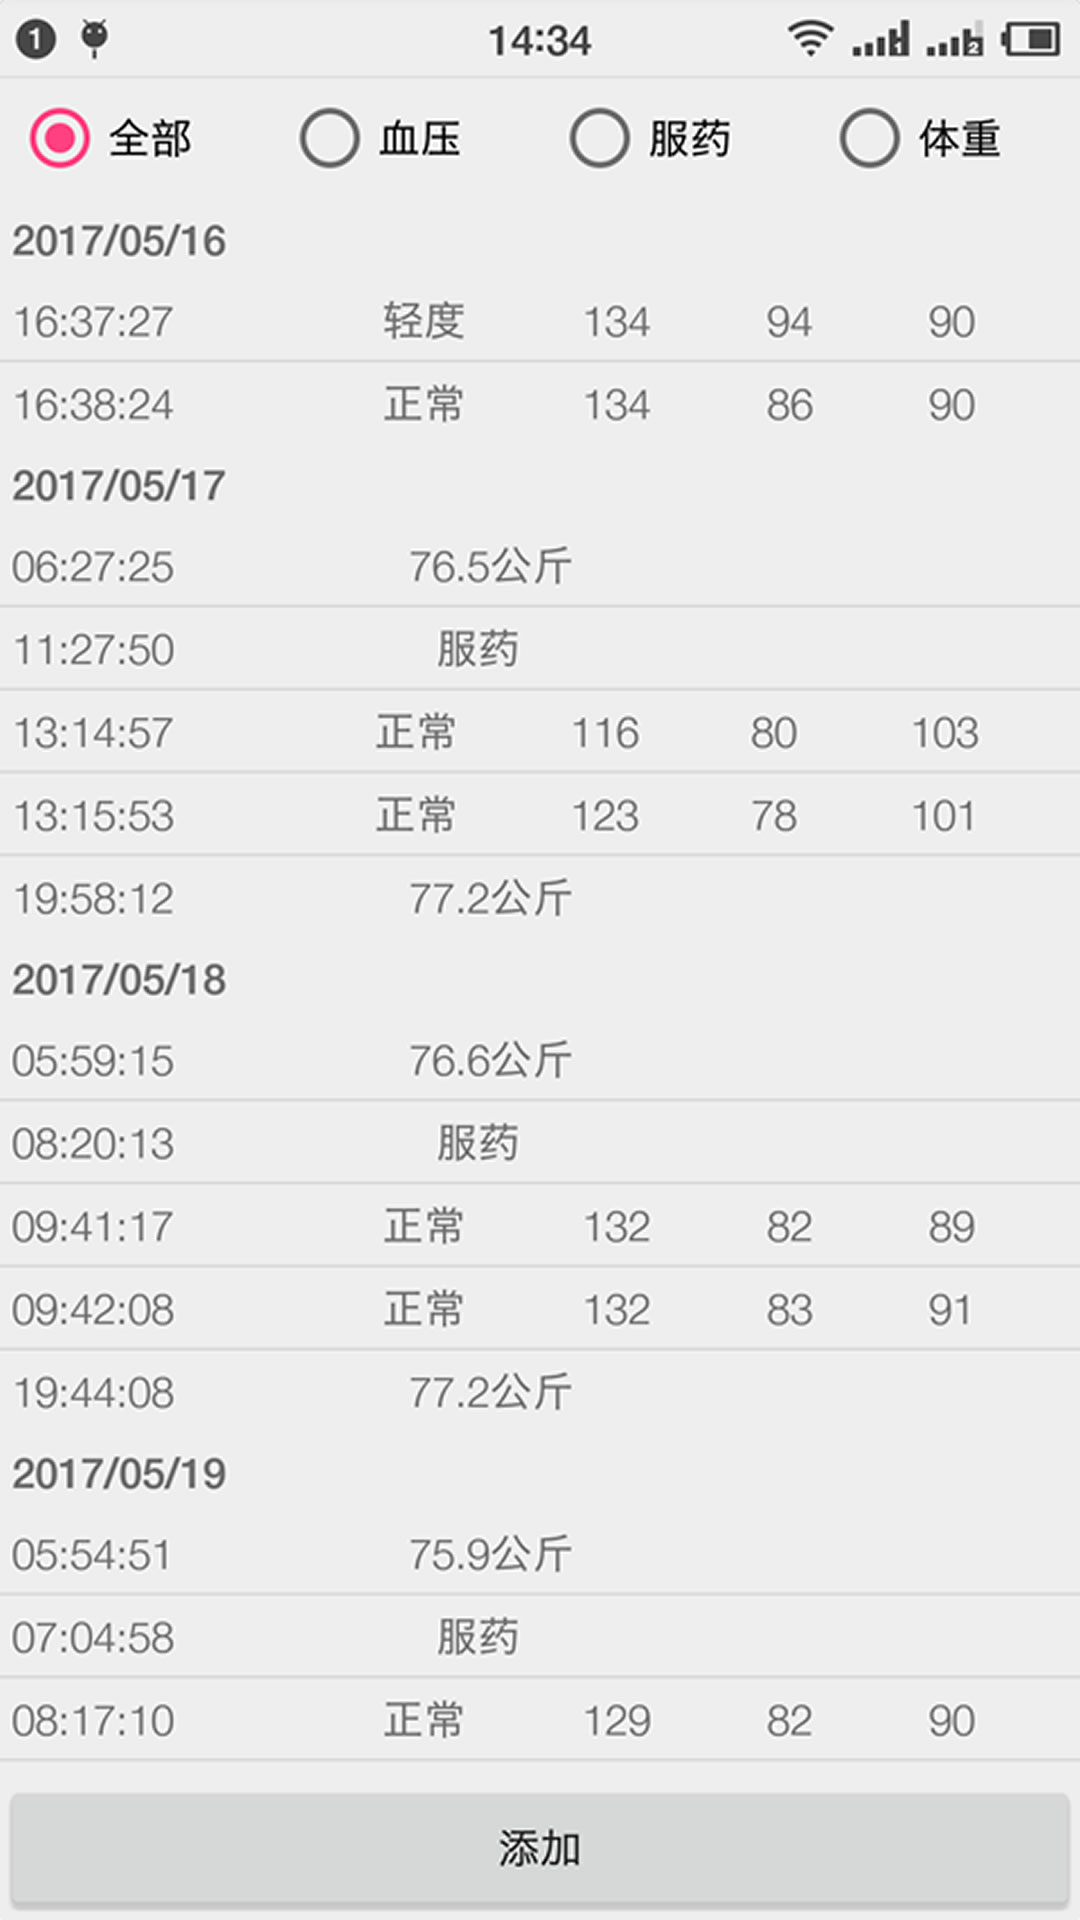 1 14:34 1 2
全部 血压 服药 体重
2017/05/16
16:37:27 轻度 134 94 90
16:38:24 正常 134 86 90
2017/05/17
06:27:25 76.5公斤
11:27:50 服药
13:14:57 正常 116 80 103
13:15:53 正常 123 78 101
19:58:12 77.2公斤
2017/05/18
05:59:15 76.6公斤
08:20:13 服药
09:41:17 正常 132 82 89
09:42:08 正常 132 83 91
19:44:08 77.2公斤
2017/05/19
05:54:51 75.9公斤
07:04:58 服药
08:17:10 正常 129 82 90
添加